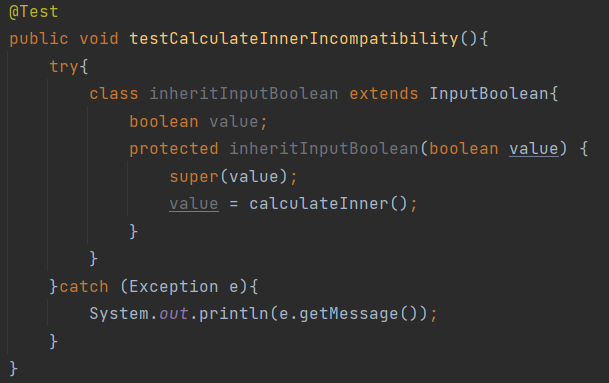 @Test
public void testCalculateInnerIncompatibility(){
    try{
        class inheritInputBoolean extends InputBoolean{
            boolean value;
            protected inheritInputBoolean(boolean value) {
                super(value);
                value = calculateInner();
            }
        }
    }catch (Exception e){
        System.out.println(e.getMessage());
    }
}